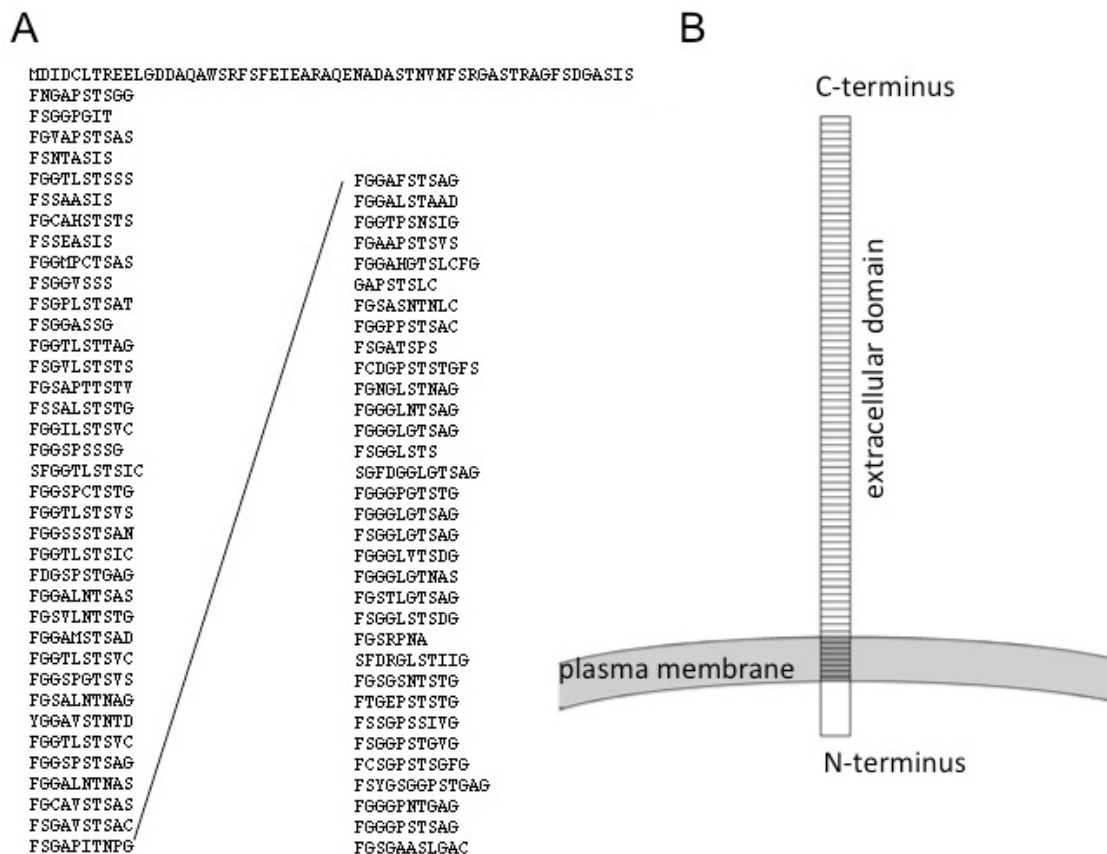 A
MDIDCLTREELGDDAQAWSRFSFEIEARAQENADASTNVNFSRGASTRAGFSDGASIS
FNGAPSTSGG
FSGGPGIT
FGVAPSTSAS
FSNTASIS
FGGTLSTSSS
FSSAASIS
FGCAHSTSTS
FSSEASIS
FGGMPCTSAS
FSGGVSSS
FSGPLSTSAT
FSGGASSG
FGGTLSTTAG
FSGVLSTSTS
FGSAPTTSTV
FSSALSTSTG
FGGILSTSVC
FGGSPSSSG
SFGGTLSTSIC
FGGSPCTSTG
FGGTLSTSVS
FGGSSSTSAN
FGGTLSTSIC
FDGSPSTGAG
FGGALNTSAS
FGSVLNTSTG
FGGAMSTSAD
FGGTLSTSVC
FGGSPGTSVS
FGSALNTNAG
YGGAVSTNTD
FGGTLSTSVC
FGGSPSTSAG
FGGALNTNAS
FGCAVSTSAS
FSGAVSTSAC
FSGAPITNPG
FGGAFSTSAG
FGGALSTAAD
FGGTPSNSIG
FGAAPSTSVS
FGGAHGTSLCFG
GAPSTSLC
FGSASNTNLC
FGGPPSTSAC
FSGATSPS
FCDGPSTSTGFS
FGNGLSTNAG
FGGGLNTSAG
FGGGLGTSAG
FSGGLSTS
SGFDGGLGTSAG
FGGGPGTSTG
FGGGLGTSAG
FSGGLGTSAG
FGGGLVTSDG
FGGGLGTNAS
FGSTLGTSAG
FSGGLSTSDG
FGSRPNA
SFDRGLSTIIG
FGSGSNTSTG
FTGEPSTSTG
FSSGPSSIVG
FSGGPSTGVG
FCSGPSTSGFG
FSYGSGGPSTGAG
FGGGPNTGAG
FGGGPSTSAG
FGSGAASLGAC
B
C-terminus
extracellular domain
plasma membrane
N-terminus